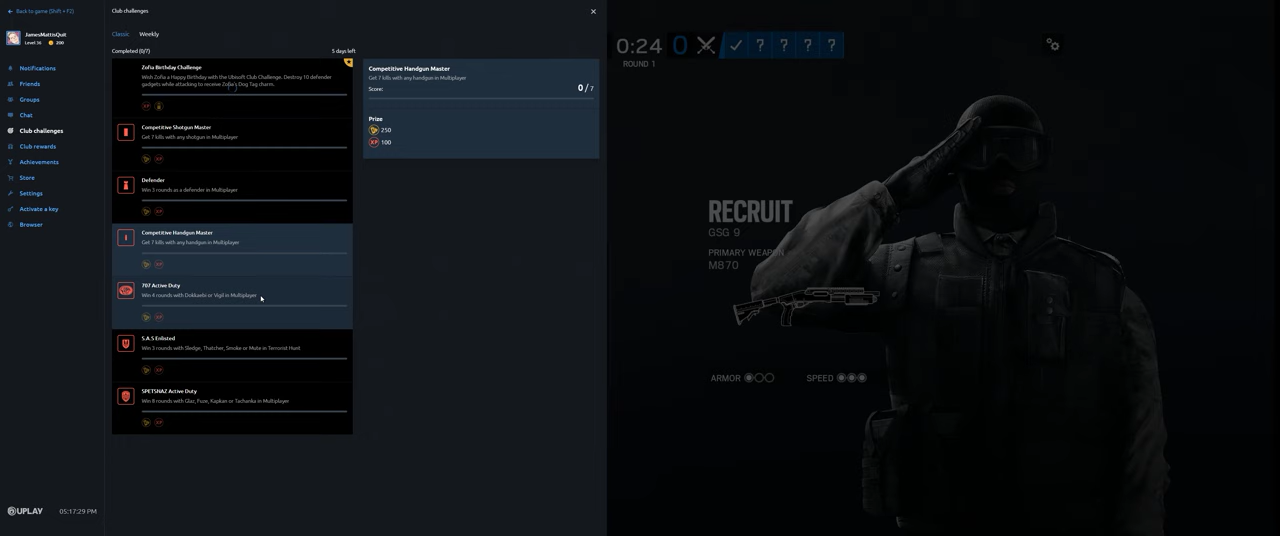 Back to game (Shift + F2)
JamesMattisQuit
Level 36 200
Notifications
Friends
Groups
Chat
Club challenges
Club rewards
Achievements
Store
Settings
Activate a key
Browser
UPLAY 05:17:29 PM
Club challenges
Classic Weekly
Completed (0/7) 5 days left
Zofia Birthday Challenge
Wish Zofia a Happy Birthday with the Ubisoft Club Challenge. Destroy 10 defender
gadgets while attacking to receive Zofia's Dog Tag charm.
XP
Competitive Shotgun Master
Get 7 kills with any shotgun in Multiplayer
XP
Defender
Win 3 rounds as a defender in Multiplayer
XP
Competitive Handgun Master
Get 7 kills with any handgun in Multiplayer
XP
707 Active Duty
Win 4 rounds with Dokkaebi or Vigil in Multiplayer
XP
S.A.S Enlisted
Win 3 rounds with Sledge, Thatcher, Smoke or Mute in Terrorist Hunt
XP
SPETSNAZ Active Duty
Win 8 rounds with Glaz, Fuze, Kapkan or Tachanka in Multiplayer
XP
Competitive Handgun Master
Get 7 kills with any handgun in Multiplayer
Score: 0 / 7
Prize
250
XP 100
0:24 0 ? ? ? ?
ROUND 1
RECRUIT
GSG 9
PRIMARY WEAPON
M870
ARMOR SPEED